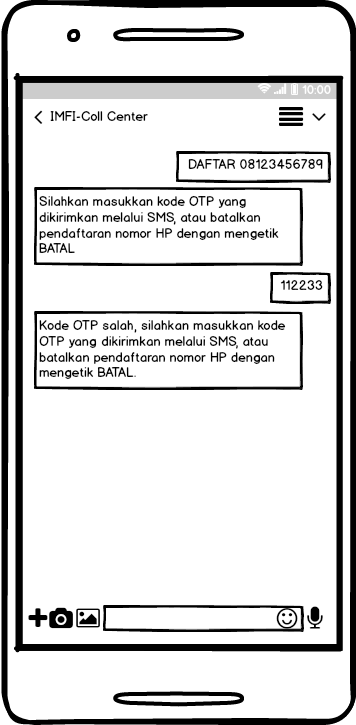 10:00
IMFI-Coll Center
DAFTAR 08123456789
Silahkan masukkan kode OTP yang
dikirimkan melalui SMS, atau batalkan
pendaftaran nomor HP dengan mengetik
BATAL
112233
Kode OTP salah, silahkan masukkan kode
OTP yang dikirimkan melalui SMS, atau
batalkan pendaftaran nomor HP dengan
mengetik BATAL.